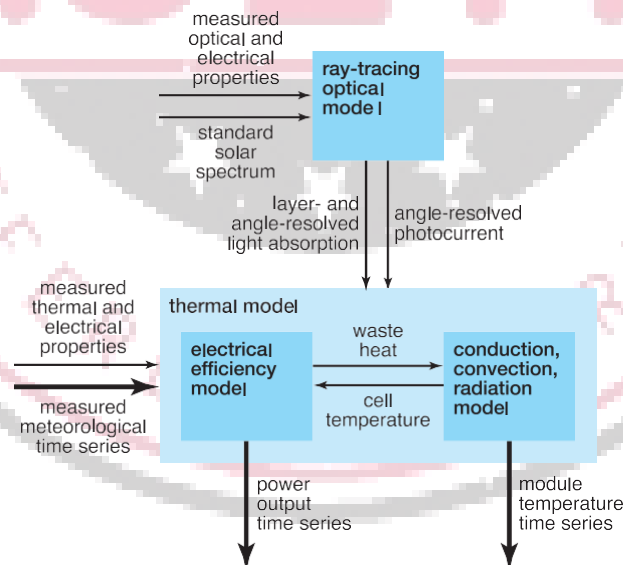 measured
optical and
electrical
properties
ray-tracing
optical
model
standard
solar
spectrum
layer- and
angle-resolved
light absorption
angle-resolved
photocurrent
measured
thermal and
electrical
properties
thermal model
electrical
efficiency
model
waste
heat
conduction,
convection,
radiation
model
cell
temperature
measured
meteorological
time series
power
output
time series
module
temperature
time series